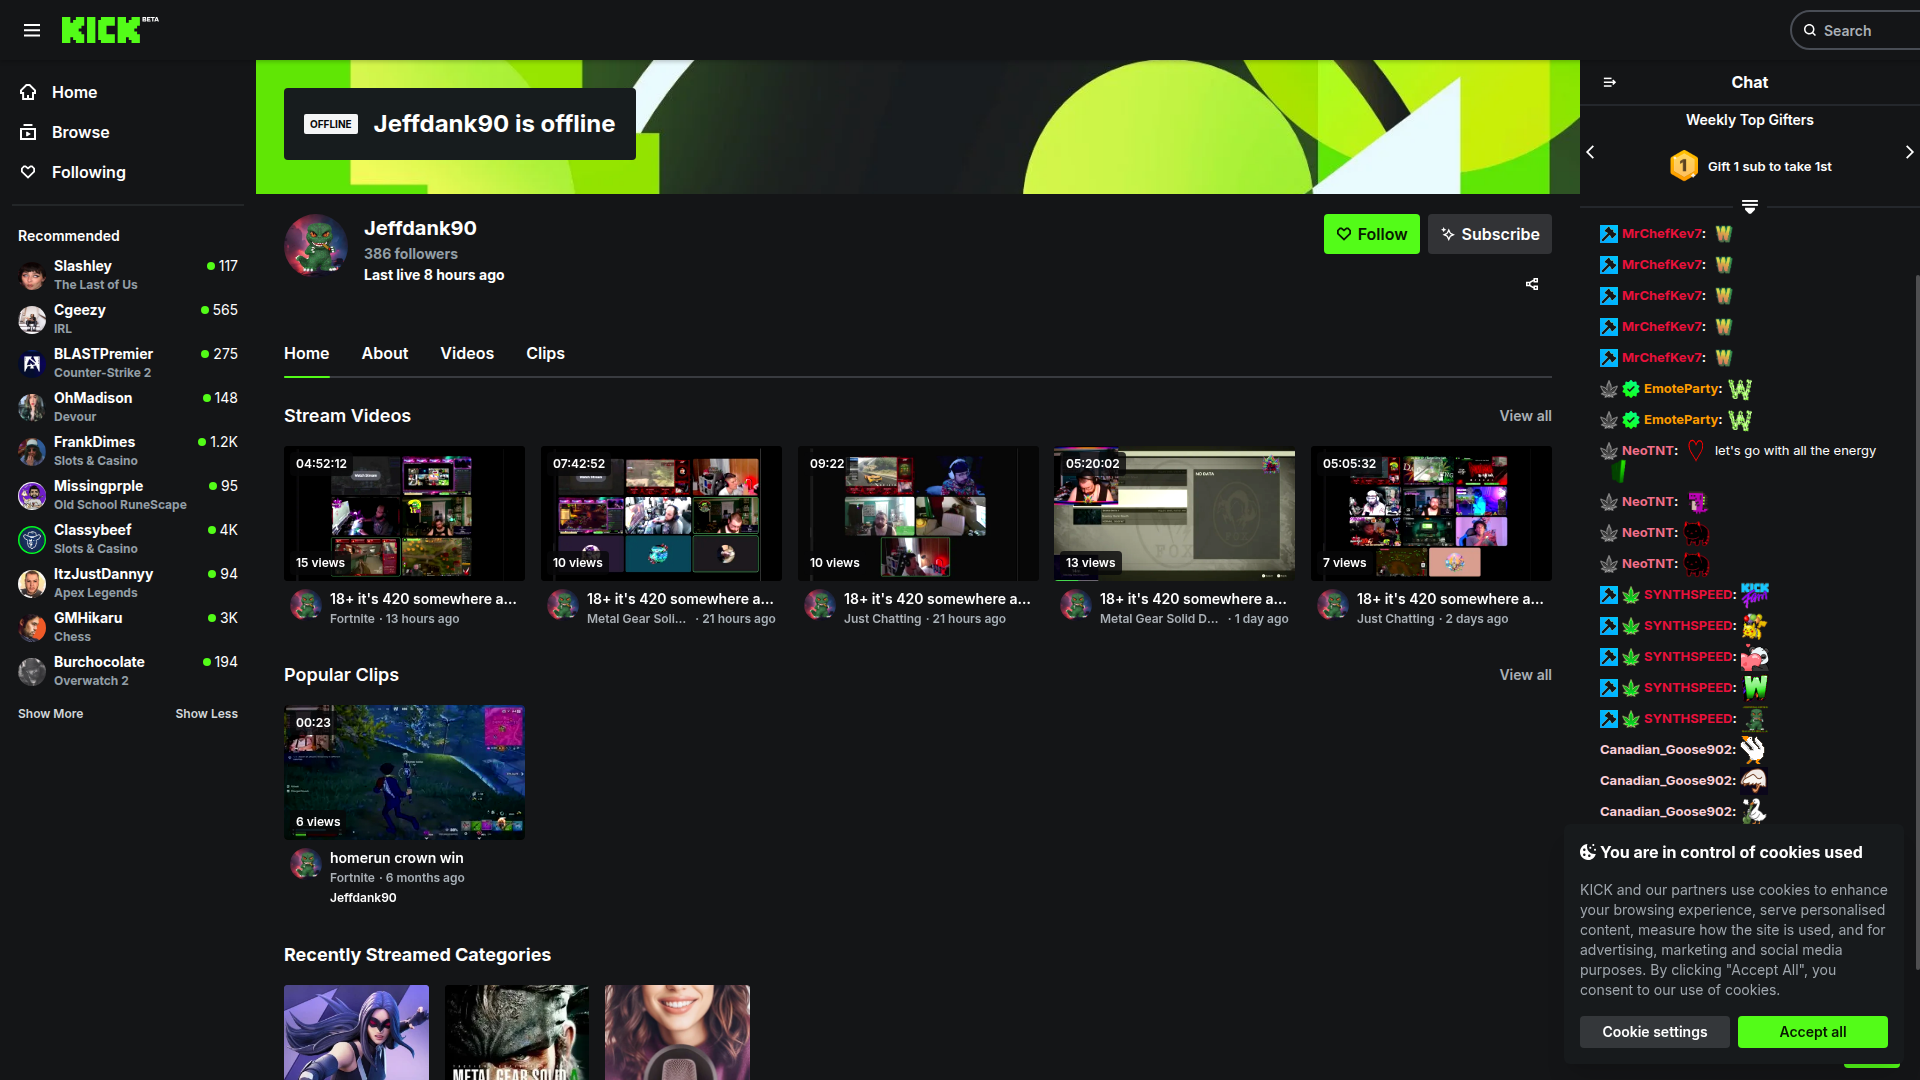 KICK BETA
Search
Home
Browse
Following
Recommended
Slashley
117
The Last of Us
Cgeezy
565
IRL
BLASTPremier
275
Counter-Strike 2
OhMadison
148
Devour
FrankDimes
1.2K
Slots & Casino
Missingprple
95
Old School RuneScape
Classybeef
4K
Slots & Casino
ItzJustDannyy
94
Apex Legends
GMHikaru
3K
Chess
Burchocolate
194
Overwatch 2
Show More
Show Less
OFFLINE
Jeffdank90 is offline
Jeffdank90
386 followers
Last live 8 hours ago
Follow
Subscribe
Home
About
Videos
Clips
Stream Videos
View all
04:52:12
15 views
18+ it's 420 somewhere a...
Fortnite · 13 hours ago
07:42:52
10 views
18+ it's 420 somewhere a...
Metal Gear Soli... · 21 hours ago
09:22
10 views
18+ it's 420 somewhere a...
Just Chatting · 21 hours ago
05:20:02
NO DATA
FOX
13 views
18+ it's 420 somewhere a...
Metal Gear Solid D... · 1 day ago
05:05:32
7 views
18+ it's 420 somewhere a...
Just Chatting · 2 days ago
Popular Clips
View all
00:23
6 views
homerun crown win
Fortnite · 6 months ago
Jeffdank90
Recently Streamed Categories
METAL GEAR SOLID
Chat
Weekly Top Gifters
1
Gift 1 sub to take 1st
MrChefKev7: W
MrChefKev7: W
MrChefKev7: W
MrChefKev7: W
MrChefKev7: W
EmoteParty: W
EmoteParty: W
NeoTNT: let's go with all the energy
NeoTNT:
NeoTNT:
NeoTNT:
SYNTHSPEED: KICK
SYNTHSPEED:
SYNTHSPEED:
SYNTHSPEED: W
SYNTHSPEED:
Canadian_Goose902:
Canadian_Goose902:
Canadian_Goose902:
You are in control of cookies used
KICK and our partners use cookies to enhance
your browsing experience, serve personalised
content, measure how the site is used, and for
advertising, marketing and social media
purposes. By clicking "Accept All", you
consent to our use of cookies.
Cookie settings
Accept all